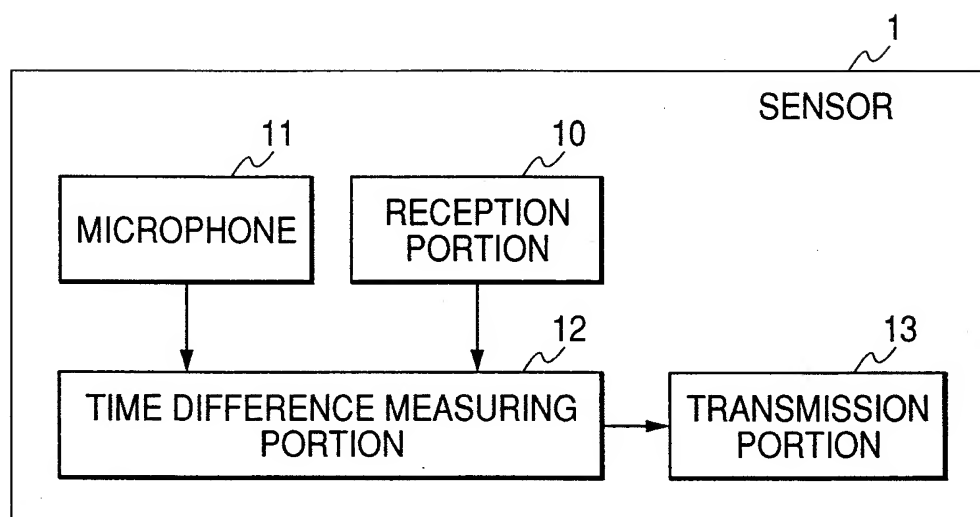 1
SENSOR
11
10
MICROPHONE
RECEPTION
PORTION
12
13
TIME DIFFERENCE MEASURING
PORTION
TRANSMISSION
PORTION